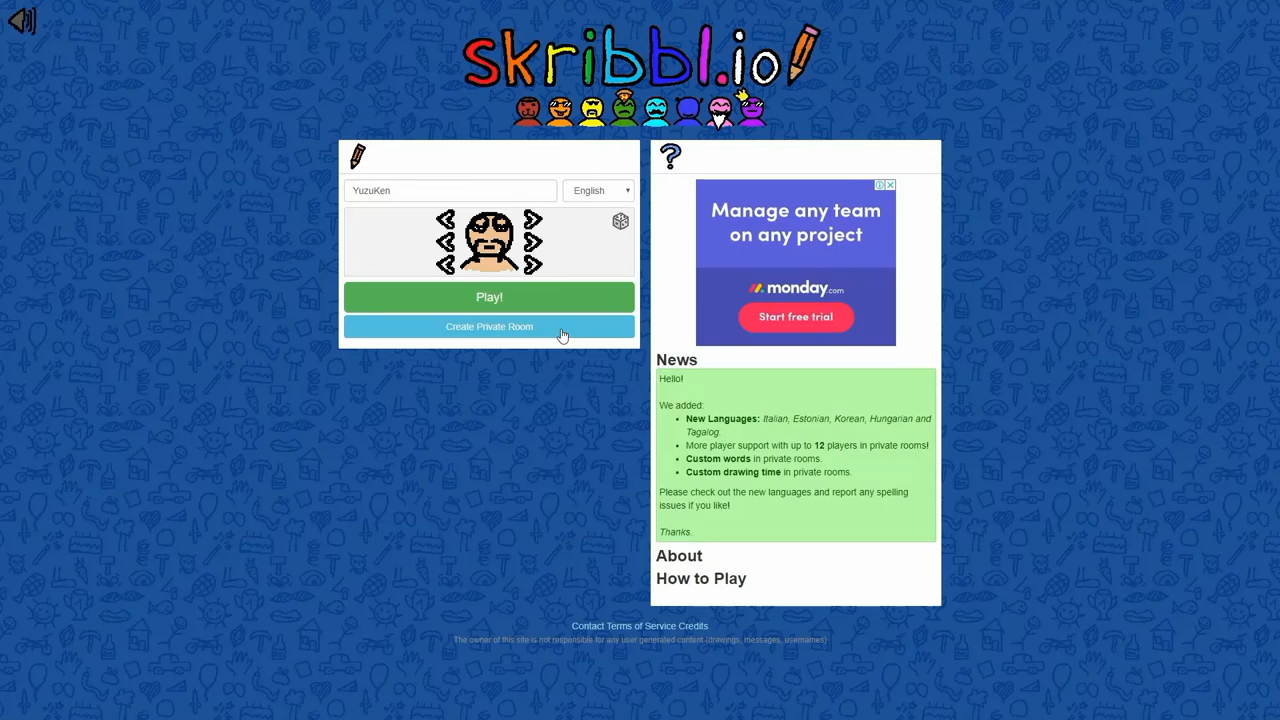 skribbl.io
YuzuKen
English
Play!
Create Private Room
Manage any team
on any project
monday.com
Start free trial
News
Hello!
We added:
New Languages: Italian, Estonian, Korean, Hungarian and
Tagalog.
More player support with up to 12 players in private rooms!
Custom words in private rooms.
Custom drawing time in private rooms.
Please check out the new languages and report any spelling
issues if you like!
Thanks.
About
How to Play
Contact Terms of Service Credits
The owner of this site is not responsible for any user generated content (drawings, messages, usernames)